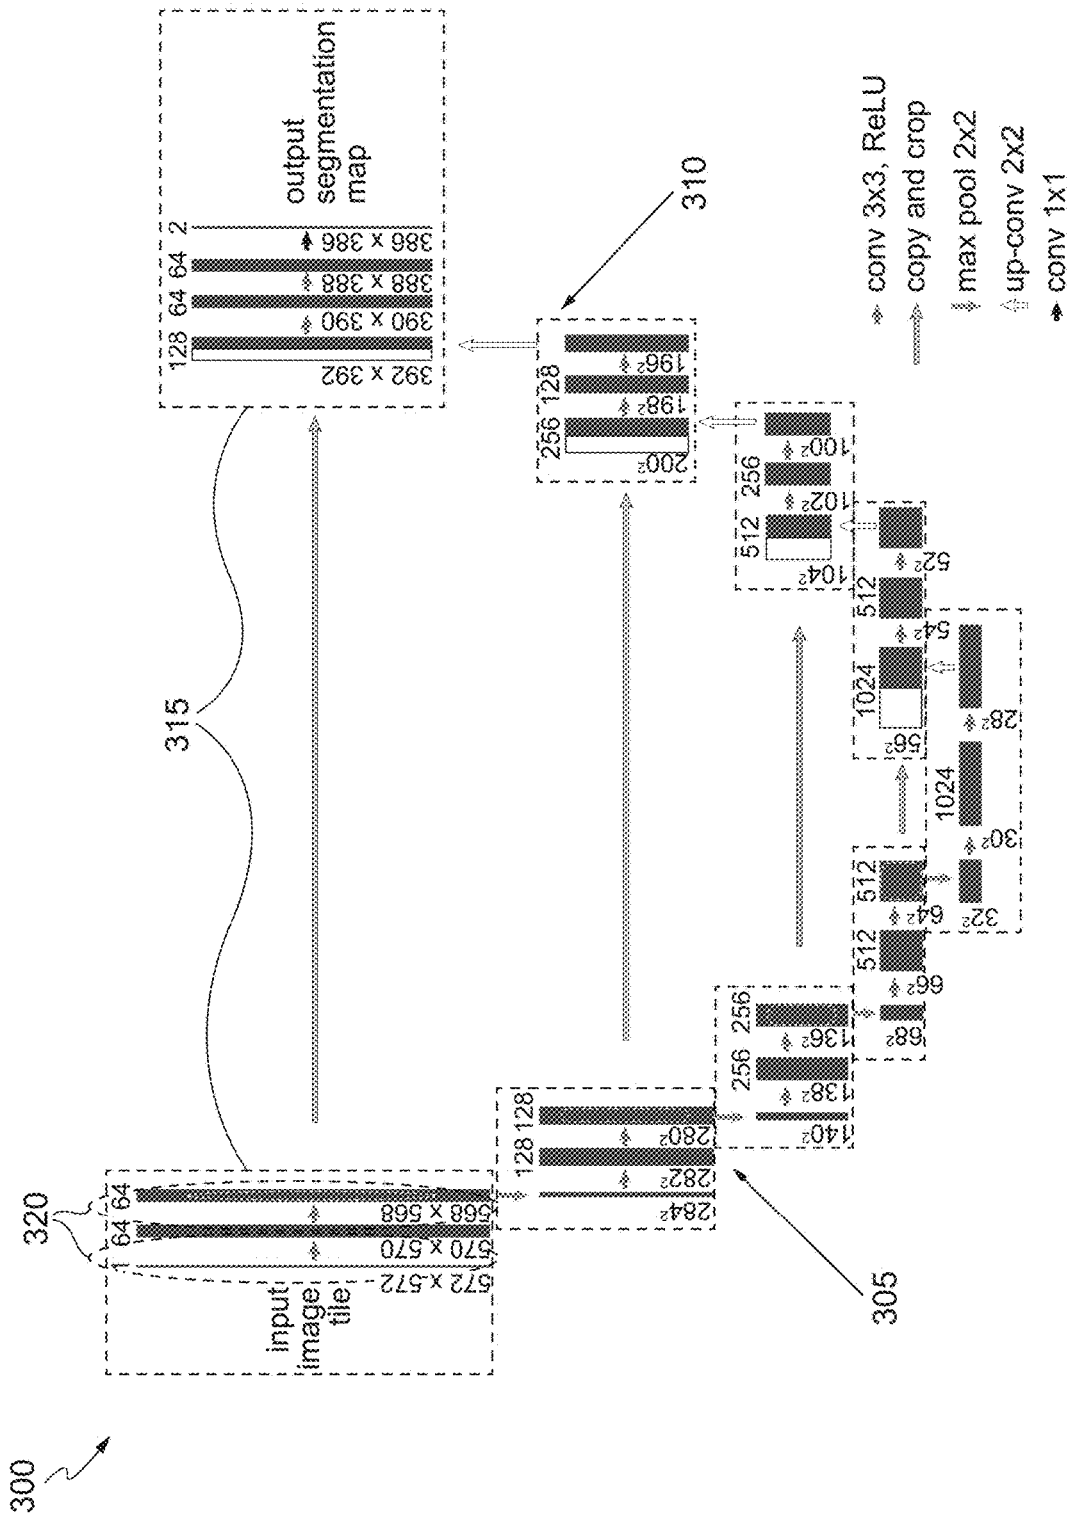 300
320
1 64 64
input
image
tile
572 x 572
570 x 570
568 x 568
315
128 64 64 2
392 x 392
390 x 390
388 x 388
386 x 386
output
segmentation
map
128 128
284² 282² 280²
256 128
200² 198² 196²
310
305
256 256
140² 138² 136²
512 256
104² 102² 100²
512 512
68² 66² 64²
1024 512
56² 54² 52²
1024
32² 30² 28²
conv 3x3, ReLU
copy and crop
max pool 2x2
up-conv 2x2
conv 1x1